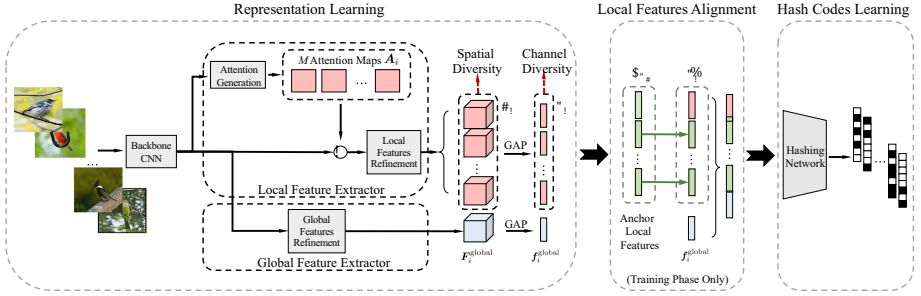 Representation Learning
Local Features Alignment
Hash Codes Learning
Attention
Generation
M Attention Maps A_i
Spatial
Diversity
Channel
Diversity
Backbone
CNN
...
Local
Features
Refinement
GAP
Local Feature Extractor
Global
Features
Refinement
GAP
F_i^global
f_i^global
Global Feature Extractor
Anchor
Local
Features
f_i^global
(Training Phase Only)
Hashing
Network